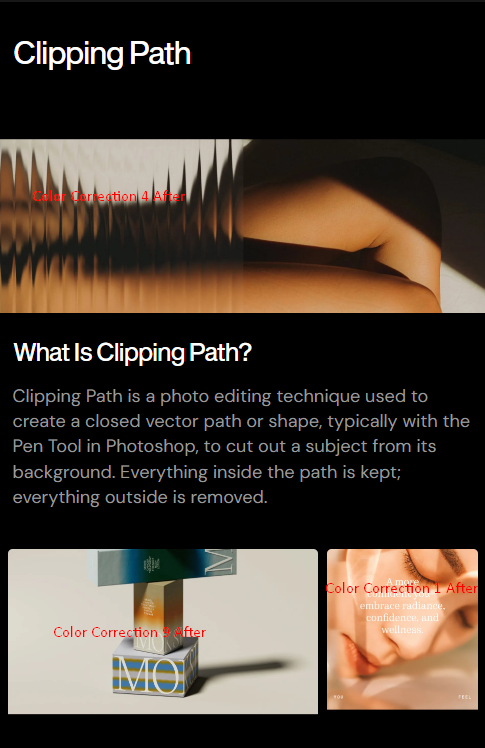 Clipping Path
Color Correction 4 After
What Is Clipping Path?
Clipping Path is a photo editing technique used to
create a closed vector path or shape, typically with the
Pen Tool in Photoshop, to cut out a subject from its
background. Everything inside the path is kept;
everything outside is removed.
M
Color Correction 9 After
MO
A more
Color Correction 1 After
embrace radiance,
confidence, and
wellness.
FEEL